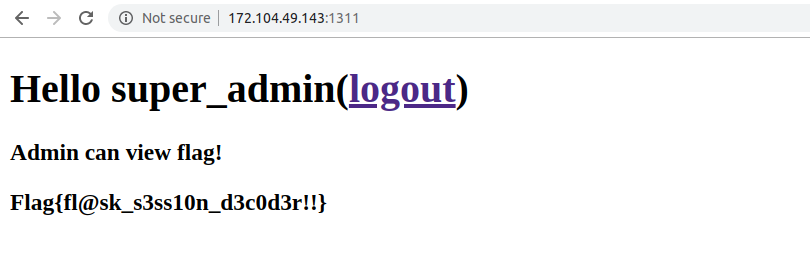 Not secure 172.104.49.143:1311
Hello super_admin(logout)
Admin can view flag!
Flag{fl@sk_s3ss10n_d3c0d3r!!}